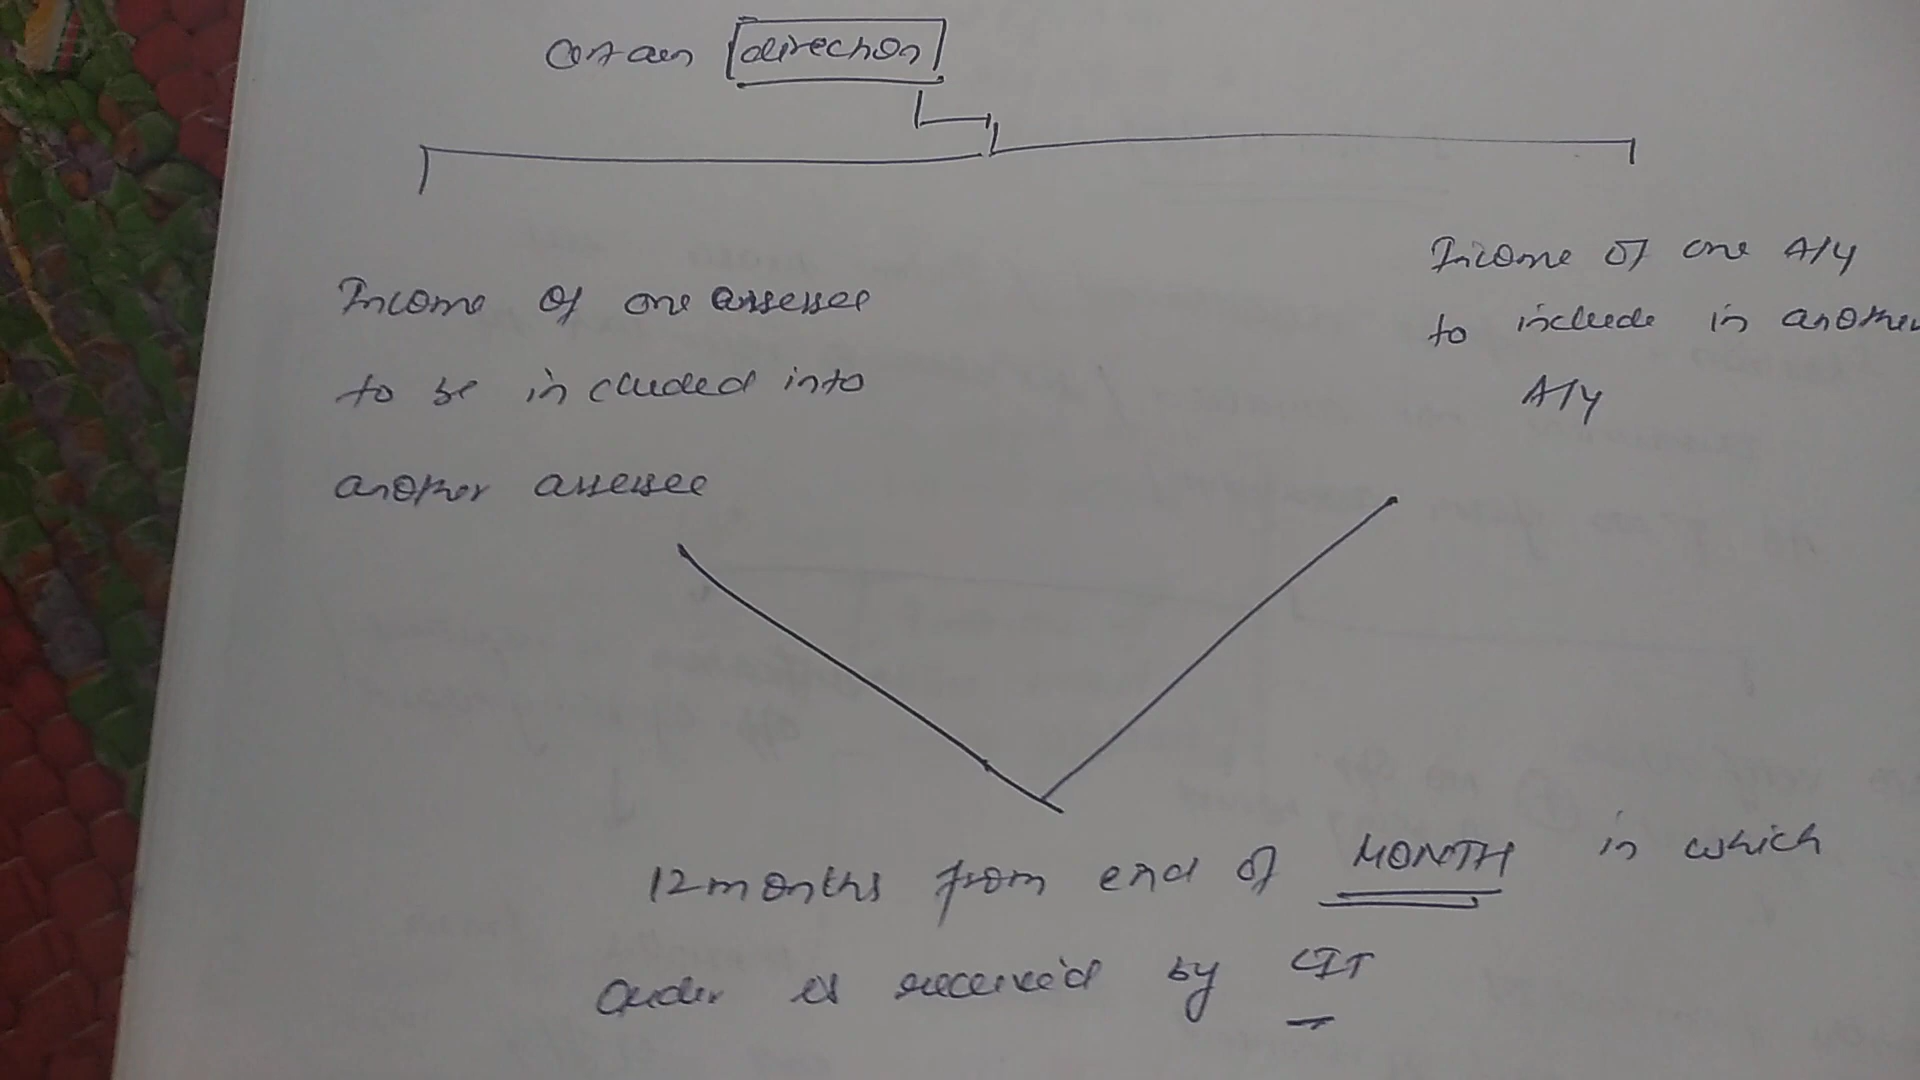 Certain direction
Income of one assessee
to be included into
another assessee
Income of one A/Y
to include in another
A/Y
12 months from end of MONTH in which
order is received by CIT